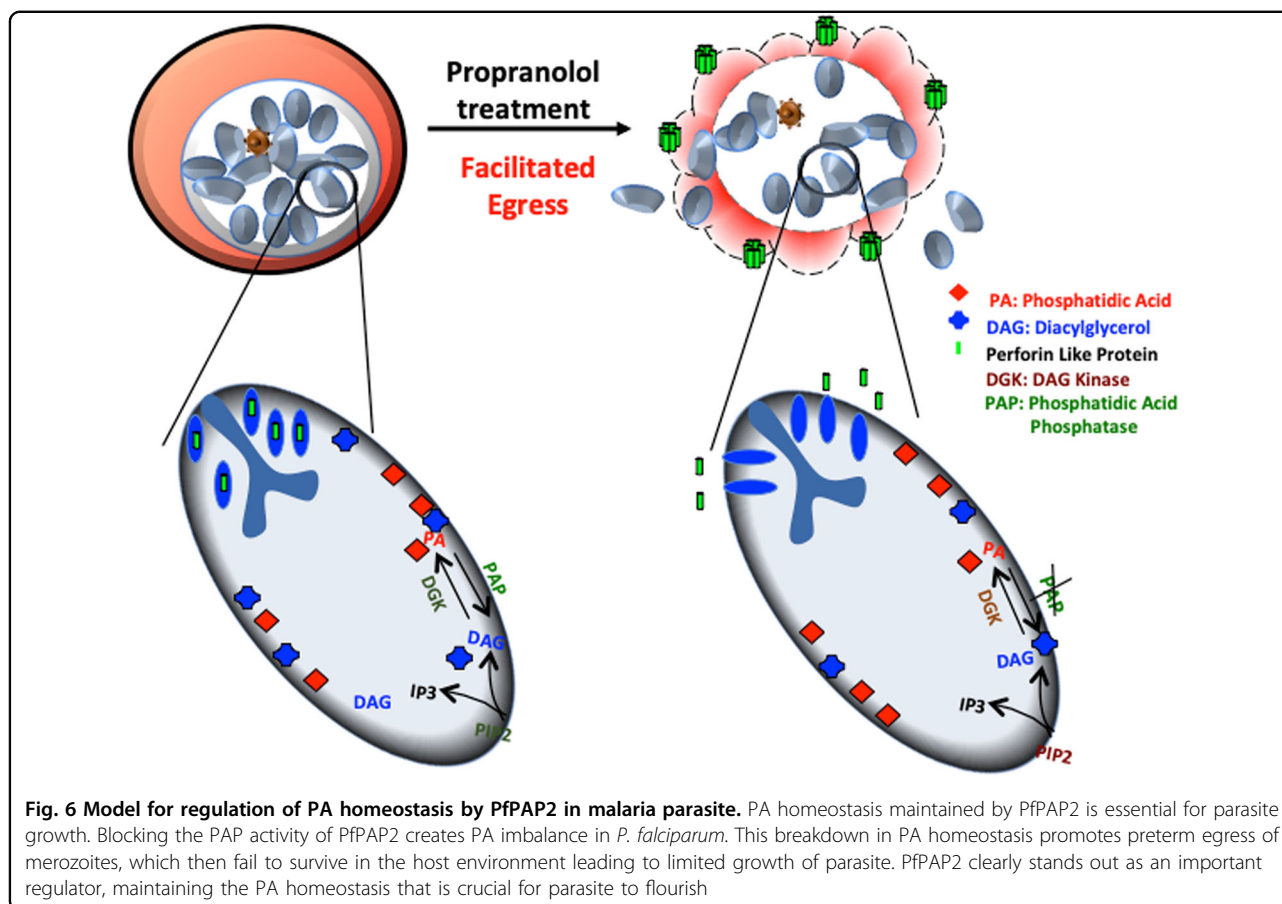 Propranolol
treatment
Facilitated
Egress
PA: Phosphatidic Acid
DAG: Diacylglycerol
Perforin Like Protein
DGK: DAG Kinase
PAP: Phosphatidic Acid
Phosphatase
PA
PAP
DGK
DAG
IP3
DAG
PIP2
PA
PAP
DGK
DAG
IP3
PIP2
Fig. 6 Model for regulation of PA homeostasis by PfPAP2 in malaria parasite. PA homeostasis maintained by PfPAP2 is essential for parasite
growth. Blocking the PAP activity of PfPAP2 creates PA imbalance in P. falciparum. This breakdown in PA homeostasis promotes preterm egress of
merozoites, which then fail to survive in the host environment leading to limited growth of parasite. PfPAP2 clearly stands out as an important
regulator, maintaining the PA homeostasis that is crucial for parasite to flourish